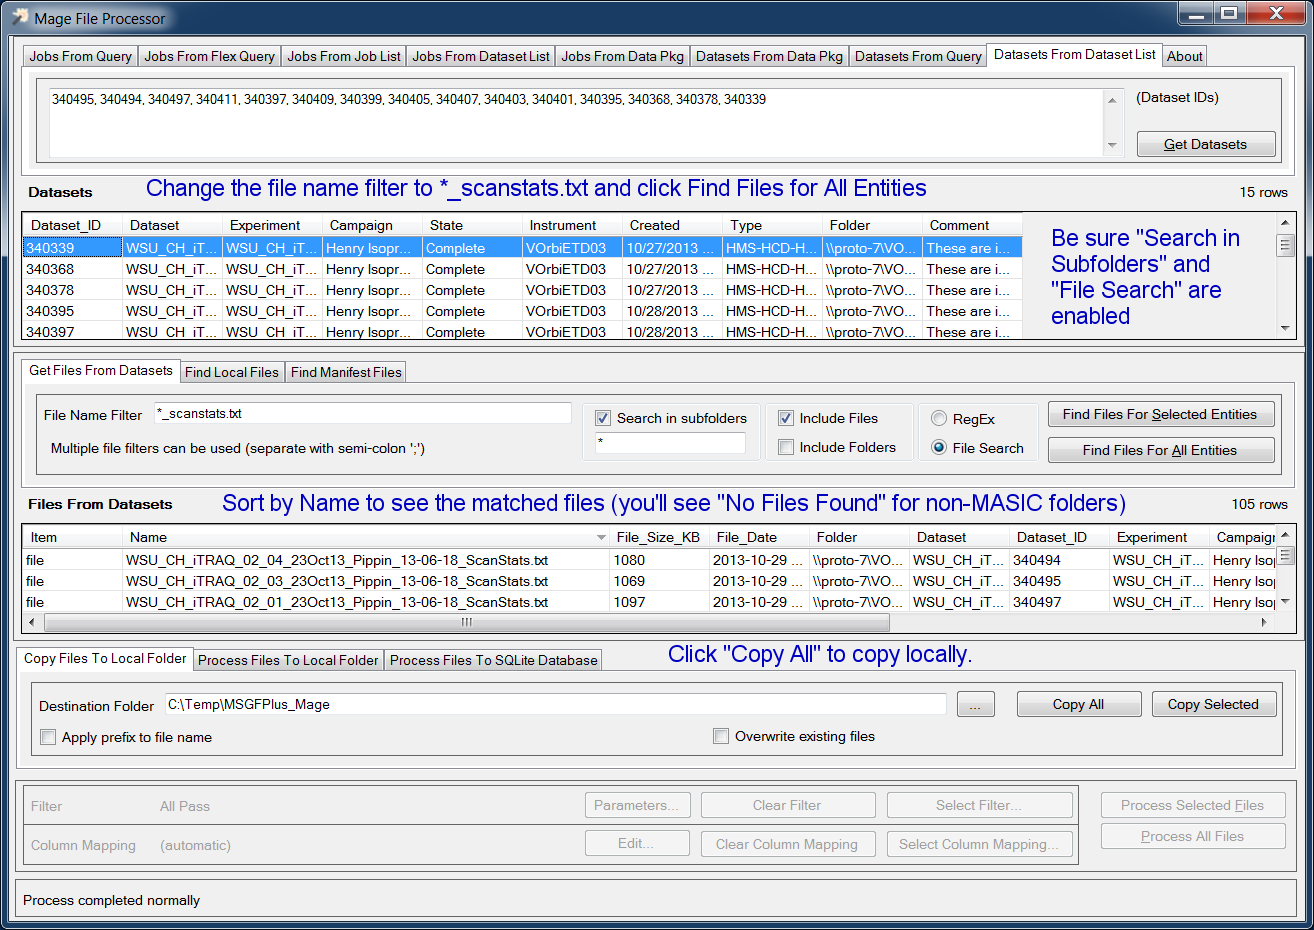 Mage File Processor
Jobs From Query Jobs From Flex Query Jobs From Job List Jobs From Dataset List Jobs From Data Pkg Datasets From Data Pkg Datasets From Query Datasets From Dataset List About
340495, 340494, 340497, 340411, 340397, 340409, 340399, 340405, 340407, 340403, 340401, 340395, 340368, 340378, 340339
(Dataset IDs)
Get Datasets
Datasets
Change the file name filter to *_scanstats.txt and click Find Files for All Entities
15 rows
Dataset_ID Dataset Experiment Campaign State Instrument Created Type Folder Comment
340339 WSU_CH_iT... WSU_CH_iT... Henry Isopr... Complete VOrbiETD03 10/27/2013 ... HMS-HCD-H... \\proto-7\VO... These are i...
340368 WSU_CH_iT... WSU_CH_iT... Henry Isopr... Complete VOrbiETD03 10/27/2013 ... HMS-HCD-H... \\proto-7\VO... These are i...
340378 WSU_CH_iT... WSU_CH_iT... Henry Isopr... Complete VOrbiETD03 10/27/2013 ... HMS-HCD-H... \\proto-7\VO... These are i...
340395 WSU_CH_iT... WSU_CH_iT... Henry Isopr... Complete VOrbiETD03 10/28/2013 ... HMS-HCD-H... \\proto-7\VO... These are i...
340397 WSU_CH_iT... WSU_CH_iT... Henry Isopr... Complete VOrbiETD03 10/28/2013 ... HMS-HCD-H... \\proto-7\VO... These are i...
Be sure "Search in
Subfolders" and
"File Search" are
enabled
Get Files From Datasets Find Local Files Find Manifest Files
File Name Filter *_scanstats.txt
Multiple file filters can be used (separate with semi-colon ';')
Search in subfolders
*
Include Files
Include Folders
RegEx
File Search
Find Files For Selected Entities
Find Files For All Entities
Files From Datasets
Sort by Name to see the matched files (you'll see "No Files Found" for non-MASIC folders)
105 rows
Item Name File_Size_KB File_Date Folder Dataset Dataset_ID Experiment Campaign
file WSU_CH_iTRAQ_02_04_23Oct13_Pippin_13-06-18_ScanStats.txt 1080 2013-10-29 ... \\proto-7\VO... WSU_CH_iT... 340494 WSU_CH_iT... Henry Isop
file WSU_CH_iTRAQ_02_03_23Oct13_Pippin_13-06-18_ScanStats.txt 1069 2013-10-29 ... \\proto-7\VO... WSU_CH_iT... 340495 WSU_CH_iT... Henry Isop
file WSU_CH_iTRAQ_02_01_23Oct13_Pippin_13-06-18_ScanStats.txt 1097 2013-10-29 ... \\proto-7\VO... WSU_CH_iT... 340497 WSU_CH_iT... Henry Isop
Copy Files To Local Folder Process Files To Local Folder Process Files To SQLite Database
Click "Copy All" to copy locally.
Destination Folder C:\Temp\MSGFPlus_Mage ... Copy All Copy Selected
Apply prefix to file name Overwrite existing files
Filter All Pass Parameters... Clear Filter Select Filter... Process Selected Files
Column Mapping (automatic) Edit... Clear Column Mapping Select Column Mapping... Process All Files
Process completed normally